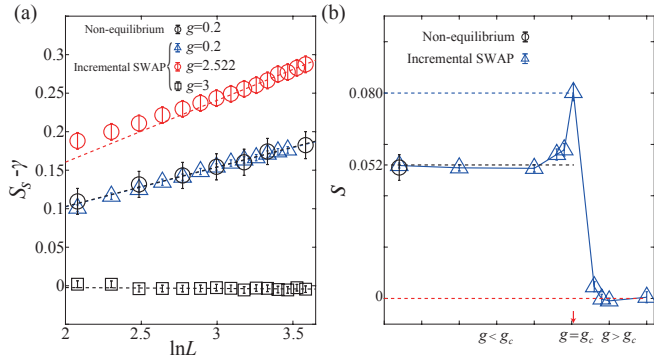 (a)
Non-equilibrium g=0.2
Incremental SWAP g=0.2
g=2.522
g=3
0.3
0.25
0.2
0.15
0.1
0.05
0
S_S -γ
2 2.5 3 3.5
lnL
(b)
Non-equilibrium
Incremental SWAP
0.080
0.052
0
S
g<g_c g=g_c g>g_c